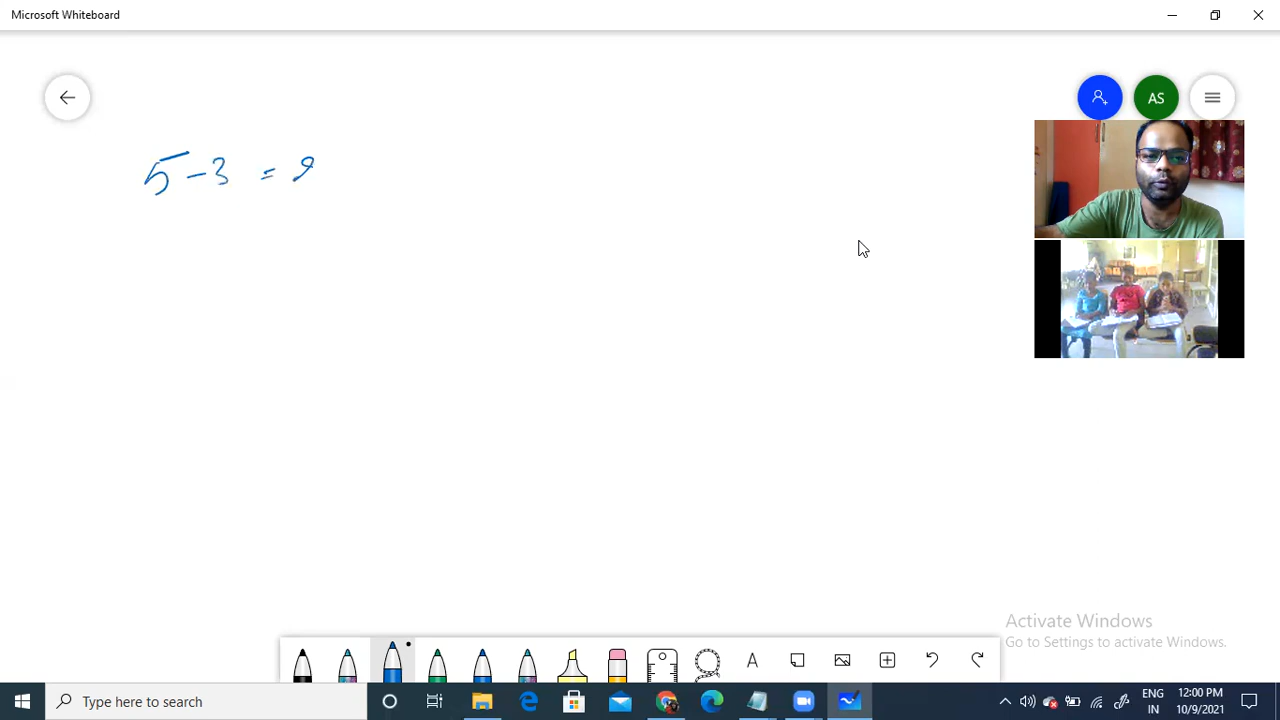 Microsoft Whiteboard
AS
5 - 3 = 9
Activate Windows
Go to Settings to activate Windows.
A
Type here to search
ENG
IN
12:00 PM
10/9/2021